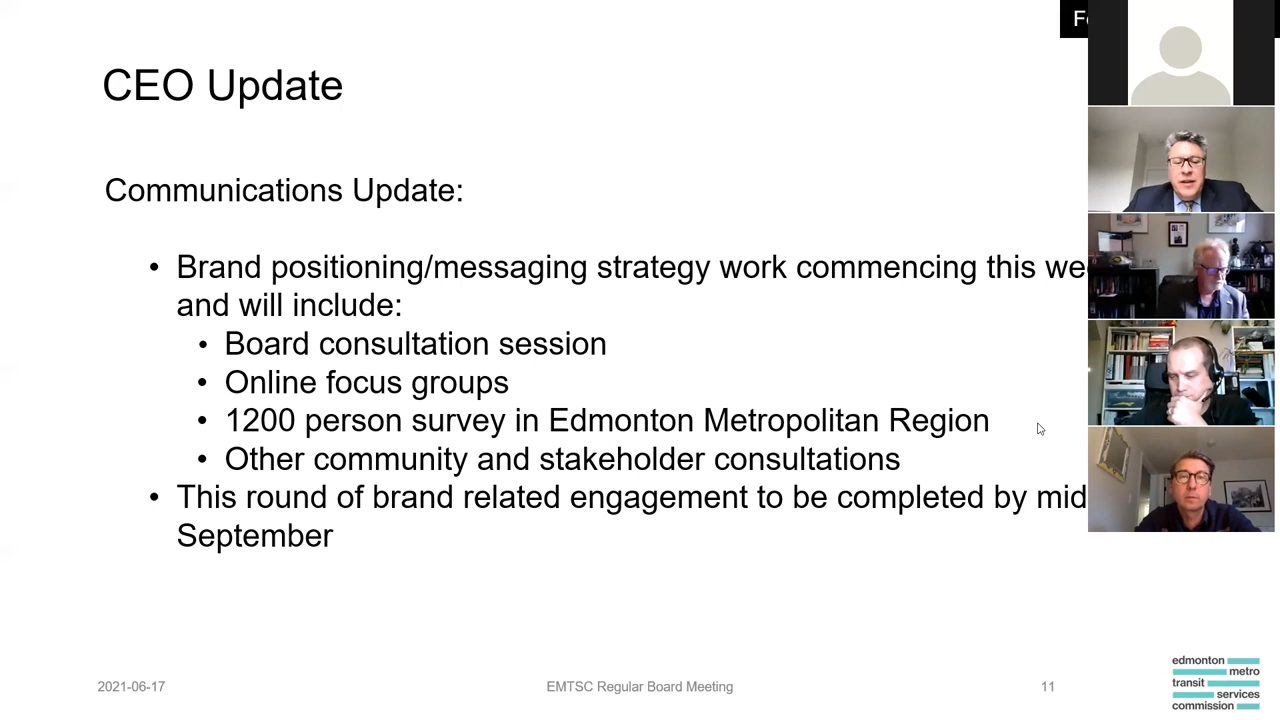 CEO Update
Communications Update:
• Brand positioning/messaging strategy work commencing this
and will include:
• Board consultation session
• Online focus groups
• 1200 person survey in Edmonton Metropolitan Region
• Other community and stakeholder consultations
• This round of brand related engagement to be completed by mid
September
2021-06-17
EMTSC Regular Board Meeting
11
edmonton
metro
transit
services
commission